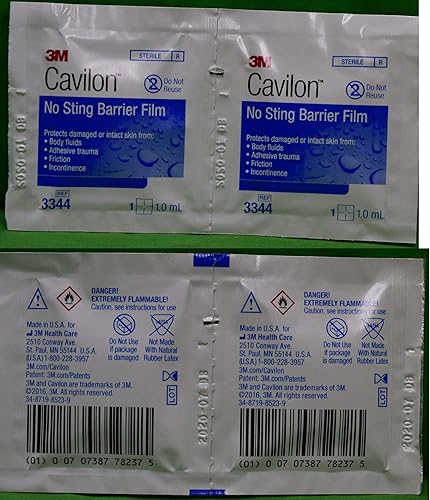 3M
STERILE R
Cavilon™
Do Not
Reuse
No Sting Barrier Film
Protects damaged or intact skin from:
• Body fluids
• Adhesive trauma
• Friction
• Incontinence
REF
3344
1 1.0 mL
3M
STERILE R
Cavilon™
Do Not
Reuse
No Sting Barrier Film
Protects damaged or intact skin from:
• Body fluids
• Adhesive trauma
• Friction
• Incontinence
REF
3344
1 1.0 mL
DANGER!
EXTREMELY FLAMMABLE!
Caution, see instructions for use
Made in U.S.A. for
3M Health Care
2510 Conway Ave.
St. Paul, MN 55144 U.S.A.
(U.S.A.) 1-800-228-3957
3M.com/Cavilon
Patent: 3M.com/Patents
3M and Cavilon are trademarks of 3M.
©2016, 3M. All rights reserved.
34-8719-8523-9
Do Not Use
if package
is damaged
Not Made
With Natural
Rubber Latex
LOT
2020-07 DB
(01) 0 07 07387 78237 5
DANGER!
EXTREMELY FLAMMABLE!
Caution, see instructions for use
Made in U.S.A. for
3M Health Care
2510 Conway Ave.
St. Paul, MN 55144 U.S.A.
(U.S.A.) 1-800-228-3957
3M.com/Cavilon
Patent: 3M.com/Patents
3M and Cavilon are trademarks of 3M.
©2016, 3M. All rights reserved.
34-8719-8523-9
Do Not Use
if package
is damaged
Not Made
With Natural
Rubber Latex
LOT
2020-07 DB
(01) 0 07 07387 78237 5